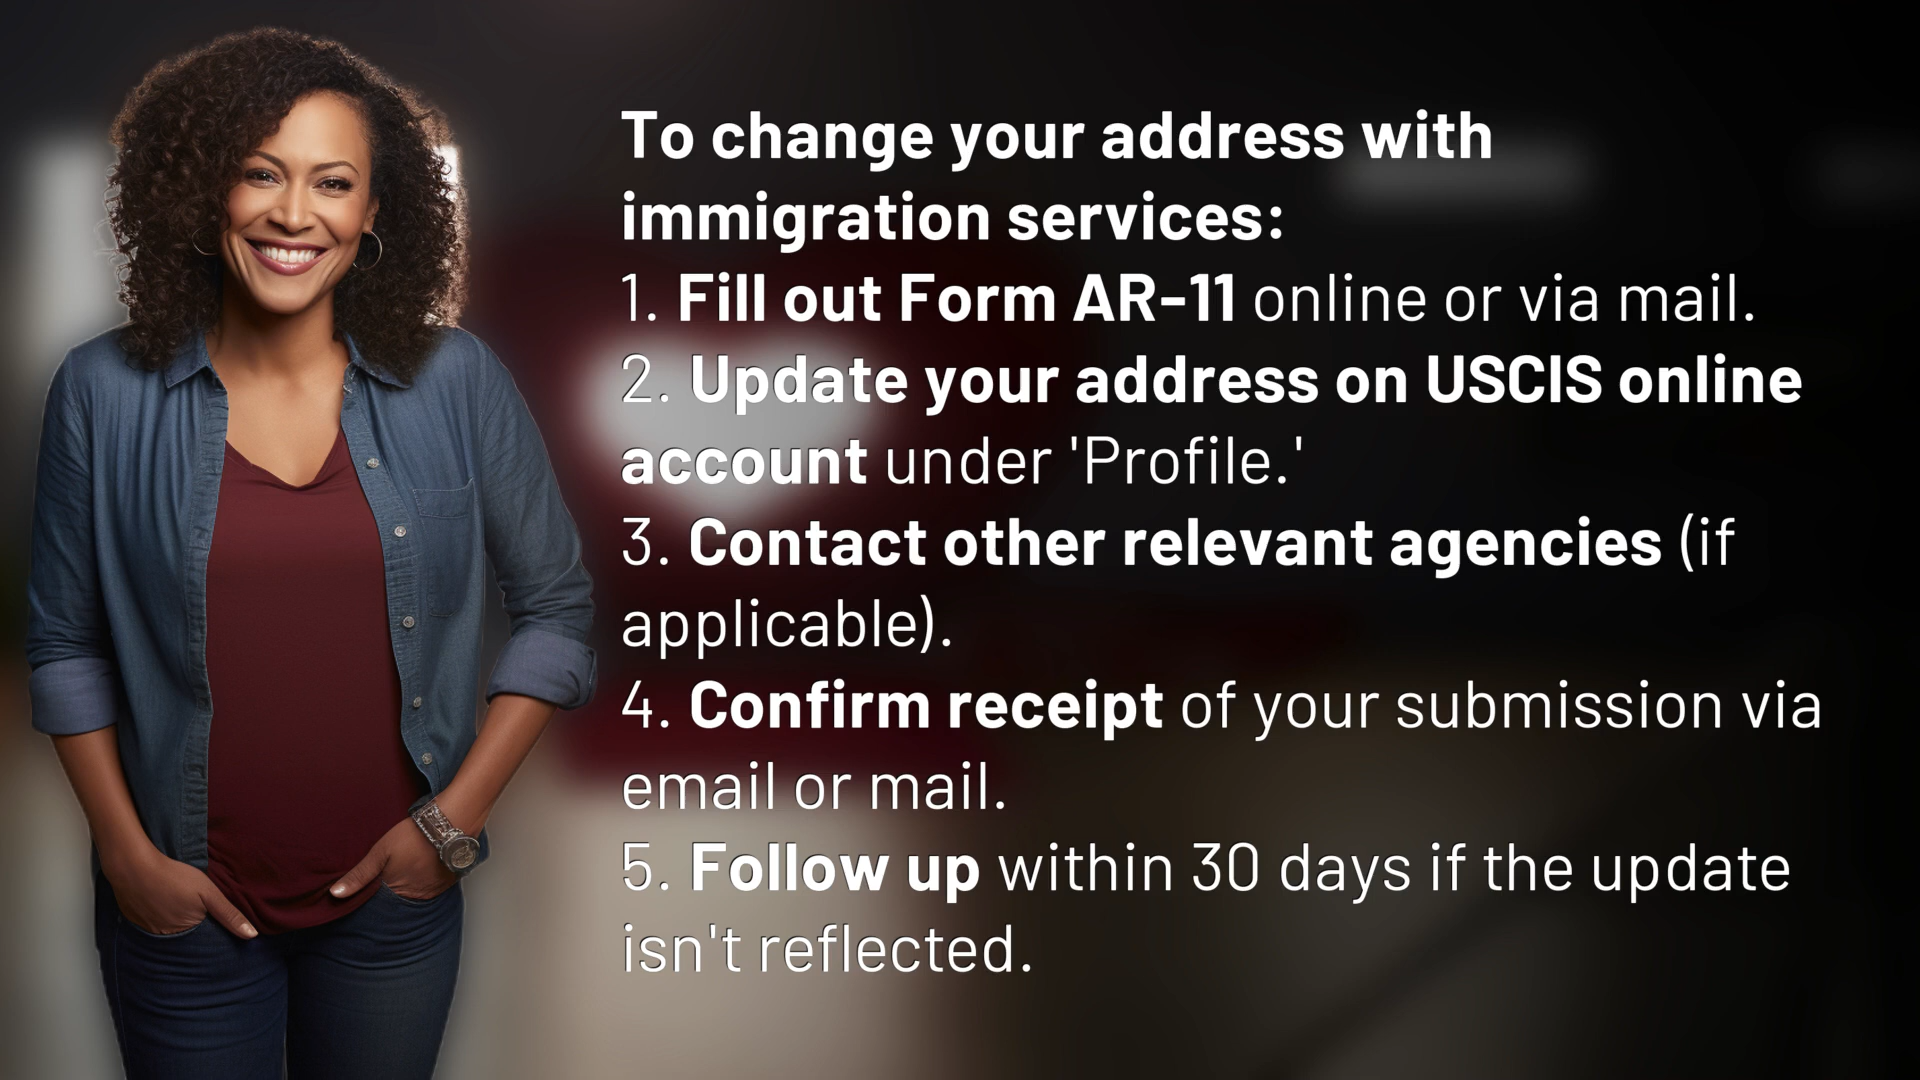 To change your address with
immigration services:
1. Fill out Form AR-11 online or via mail.
2. Update your address on USCIS online
account under 'Profile.'
3. Contact other relevant agencies (if
applicable).
4. Confirm receipt of your submission via
email or mail.
5. Follow up within 30 days if the update
isn't reflected.